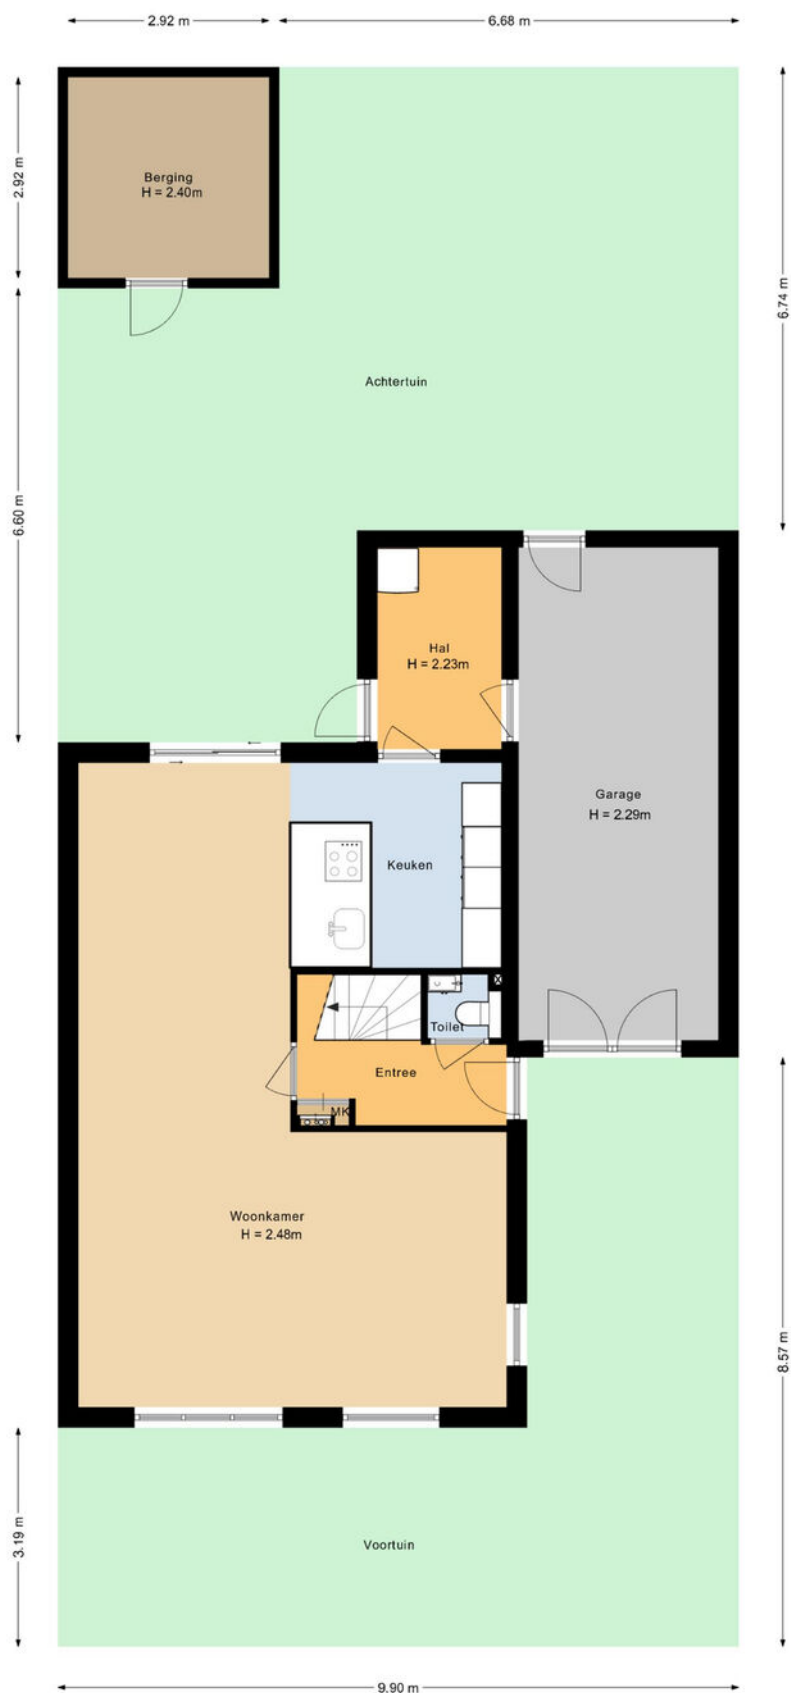 2.92 m
6.68 m
2.92 m
Berging
H = 2.40m
6.74 m
Achtertuin
6.60 m
Hal
H = 2.23m
Garage
H = 2.29m
Keuken
Toilet
Entree
MK
Woonkamer
H = 2.48m
8.57 m
3.19 m
Voortuin
9.90 m